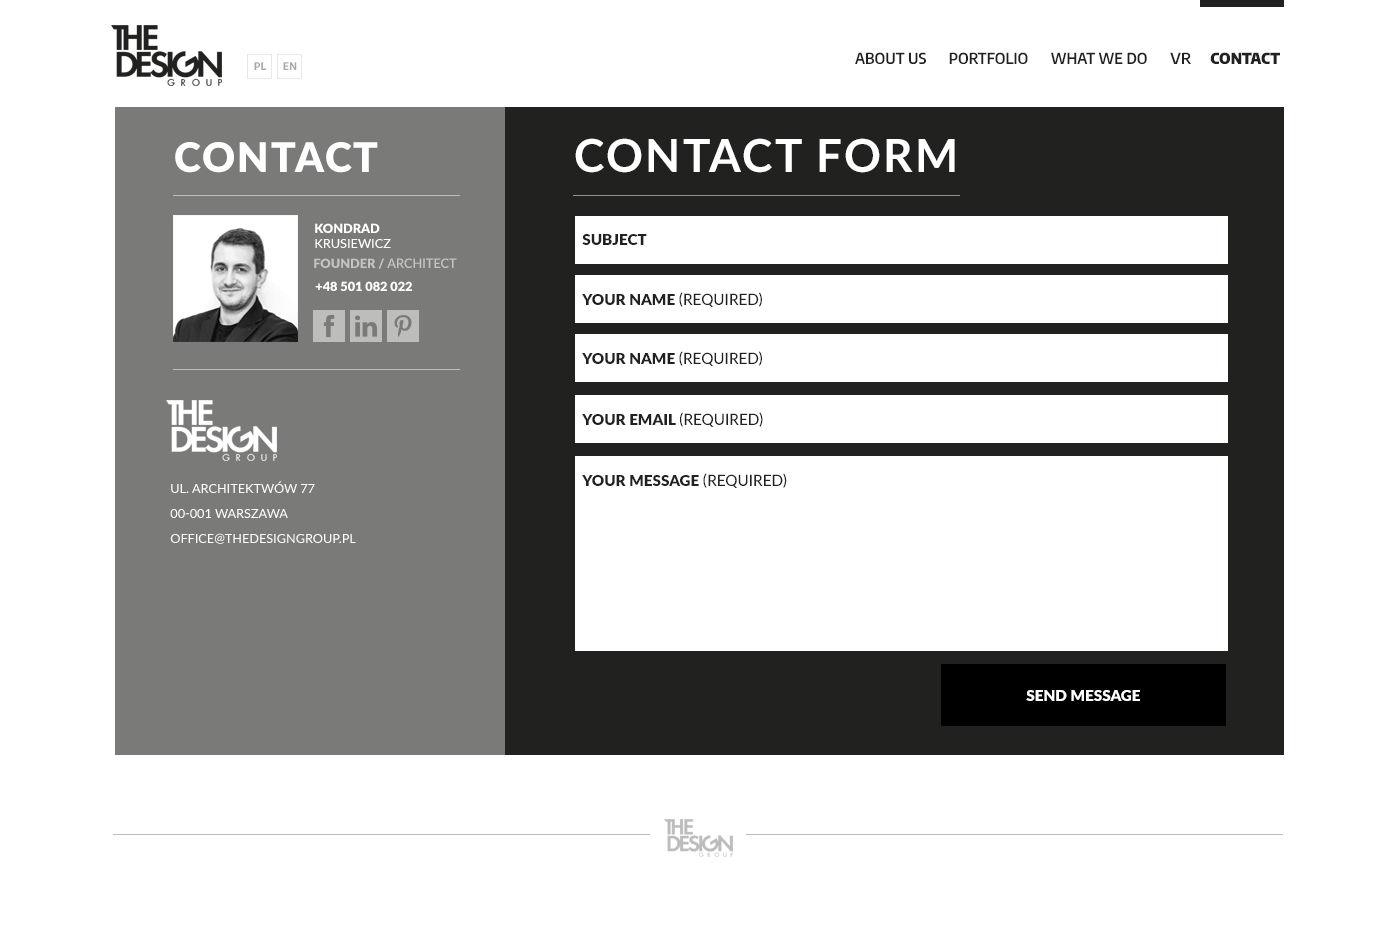 THE
DESIGN
GROUP
PL EN
ABOUT US PORTFOLIO WHAT WE DO VR CONTACT
CONTACT
KONDRAD
KRUSIEWICZ
FOUNDER / ARCHITECT
+48 501 082 022
f in
THE
DESIGN
GROUP
UL. ARCHITEKTÓW 77
00-001 WARSZAWA
OFFICE@THEDESIGNGROUP.PL
CONTACT FORM
SUBJECT
YOUR NAME (REQUIRED)
YOUR NAME (REQUIRED)
YOUR EMAIL (REQUIRED)
YOUR MESSAGE (REQUIRED)
SEND MESSAGE
THE
DESIGN
GROUP